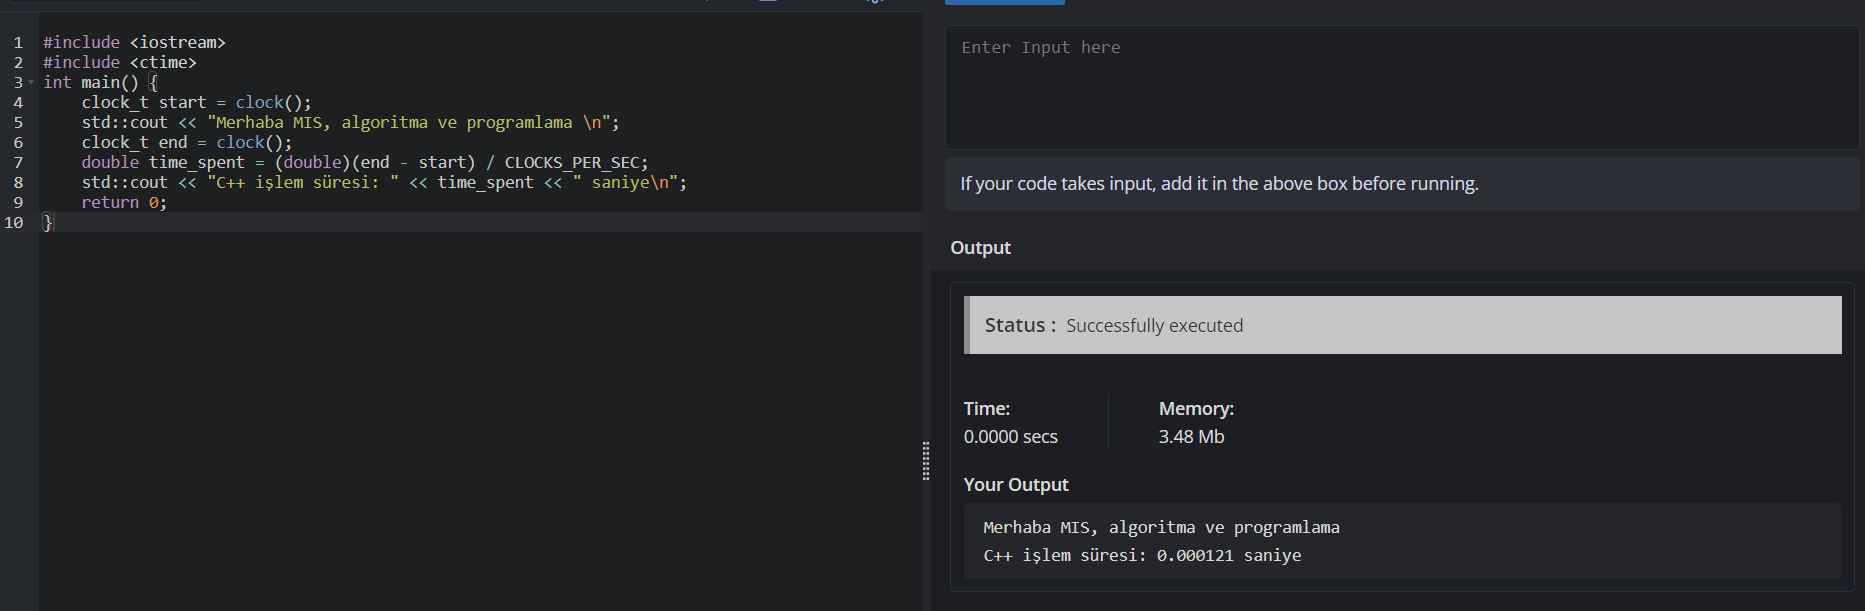 1 #include <iostream>
2 #include <ctime>
3 int main() {
4     clock_t start = clock();
5     std::cout << "Merhaba MIS, algoritma ve programlama \n";
6     clock_t end = clock();
7     double time_spent = (double)(end - start) / CLOCKS_PER_SEC;
8     std::cout << "C++ işlem süresi: " << time_spent << " saniye\n";
9     return 0;
10 }
Enter Input here
If your code takes input, add it in the above box before running.
Output
Status : Successfully executed
Time: Memory:
0.0000 secs 3.48 Mb
Your Output
Merhaba MIS, algoritma ve programlama
C++ işlem süresi: 0.000121 saniye